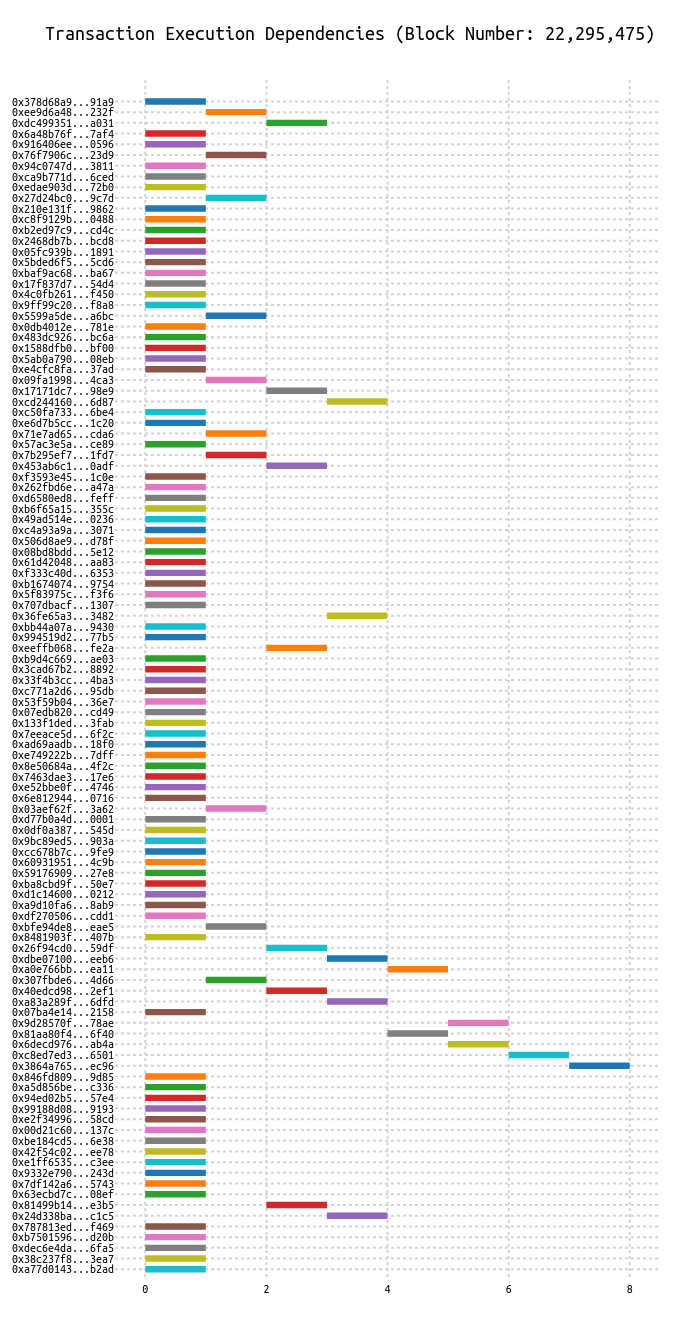 Transaction Execution Dependencies (Block Number: 22,295,475)
0x378d68a9...91a9
0xee9d6a48...232f
0xdc499351...a031
0x6a48b76f...7af4
0x916406ee...0596
0x76f7906c...23d9
0x94c0747d...3811
0xca9b771d...6ced
0xedae903d...72b0
0x27d24bc0...9c7d
0x210e131f...9862
0xc8f9129b...0488
0xb2ed97c9...cd4c
0x2468db7b...bcd8
0x05fc939b...1891
0x5bded6f5...5cd6
0xbaf9ac68...ba67
0x17f837d7...54d4
0x4c0fb261...f450
0x9ff99c20...f8a8
0x5599a5de...a6bc
0x0db4012e...781e
0x483dc926...bc6a
0x1588dfb0...bf00
0x5ab0a790...08eb
0xe4cfc8fa...37ad
0x09fa1998...4ca3
0x17171dc7...98e9
0xcd244160...6d87
0xc50fa733...6be4
0xe6d7b5cc...1c20
0x71e7ad65...cda6
0x57ac3e5a...ce89
0x7b295ef7...1fd7
0x453ab6c1...0adf
0xf3593e45...1c0e
0x262fbd6e...a47a
0xd6580ed8...feff
0xb6f65a15...355c
0x49ad514e...0236
0xc4a93a9a...3071
0x506d8ae9...d78f
0x08bd8bdd...5e12
0x61d42048...aa83
0xf333c40d...6353
0xb1674074...9754
0x5f83975c...f3f6
0x707dbacf...1307
0x36fe65a3...3482
0xbb44a07a...9430
0x994519d2...77b5
0xeeffb068...fe2a
0xb9d4c669...ae03
0x3cad67b2...8892
0x33f4b3cc...4ba3
0xc771a2d6...95db
0x53f59b04...36e7
0x07edb820...cd49
0x133f1ded...3fab
0x7eeace5d...6f2c
0xad69aadb...18f0
0xe749222b...7dff
0x8e50684a...4f2c
0x7463dae3...17e6
0xe52bbe0f...4746
0x6e812944...0716
0x03aef62f...3a62
0xd77b0a4d...0001
0x0df0a387...545d
0x9bc89ed5...903a
0xcc678b7c...9fe9
0x60931951...4c9b
0x59176909...27e8
0xba8cbd9f...50e7
0xd1c14600...0212
0xa9d10fa6...8ab9
0xdf270506...cdd1
0xbfe94de8...eae5
0x8481903f...407b
0x26f94cd0...59df
0xdbe07100...eeb6
0xa0e766bb...ea11
0x307fbde6...4d66
0x40edcd98...2ef1
0xa83a289f...6dfd
0x07ba4e14...2158
0x9d28570f...78ae
0x81aa80f4...6f40
0x6decd976...ab4a
0xc8ed7ed3...6501
0x3864a765...ec96
0x846fd809...9d85
0xa5d856be...c336
0x94ed02b5...57e4
0x99188d08...9193
0xe2f34996...58cd
0x00d21c60...137c
0xbe184cd5...6e38
0x42f54c02...ee78
0xe1ff6535...c3ee
0x9332e790...243d
0x7df142a6...5743
0x63ecbd7c...08ef
0x81499b14...e3b5
0x24d338ba...c1c5
0x787813ed...f469
0xb7501596...d20b
0xdec6e4da...6fa5
0x38c237f8...3ea7
0xa77d0143...b2ad
0 2 4 6 8